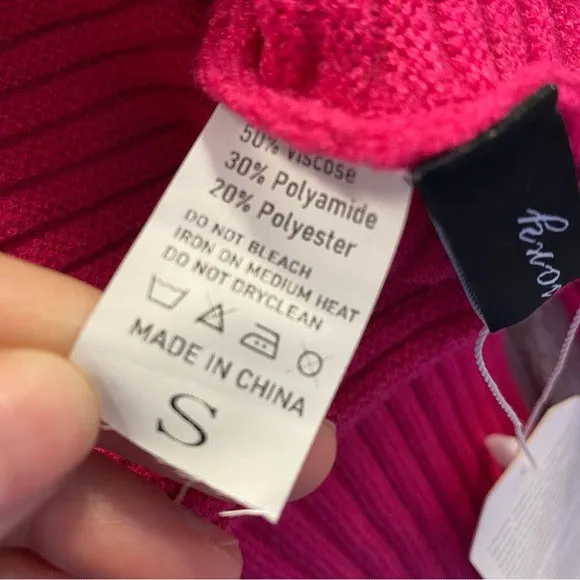 50% Viscose
30% Polyamide
20% Polyester
DO NOT BLEACH
IRON ON MEDIUM HEAT
DO NOT DRYCLEAN
MADE IN CHINA
S